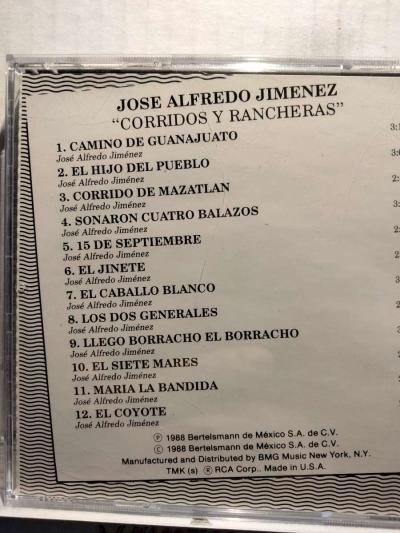 JOSE ALFREDO JIMENEZ
"CORRIDOS Y RANCHERAS"
1. CAMINO DE GUANAJUATO
José Alfredo Jiménez
2. EL HIJO DEL PUEBLO
José Alfredo Jiménez
3. CORRIDO DE MAZATLAN
José Alfredo Jiménez
4. SONARON CUATRO BALAZOS
José Alfredo Jiménez
5. 15 DE SEPTIEMBRE
José Alfredo Jiménez
6. EL JINETE
José Alfredo Jiménez
7. EL CABALLO BLANCO
José Alfredo Jiménez
8. LOS DOS GENERALES
José Alfredo Jiménez
9. LLEGO BORRACHO EL BORRACHO
José Alfredo Jiménez
10. EL SIETE MARES
José Alfredo Jiménez
11. MARIA LA BANDIDA
José Alfredo Jiménez
12. EL COYOTE
José Alfredo Jiménez
℗ 1988 Bertelsmann de México S.A. de C.V.
© 1988 Bertelsmann de México S.A. de C.V.
Manufactured and Distributed by BMG Music New York, N.Y.
TMK (s) ® RCA Corp.. Made in U.S.A.